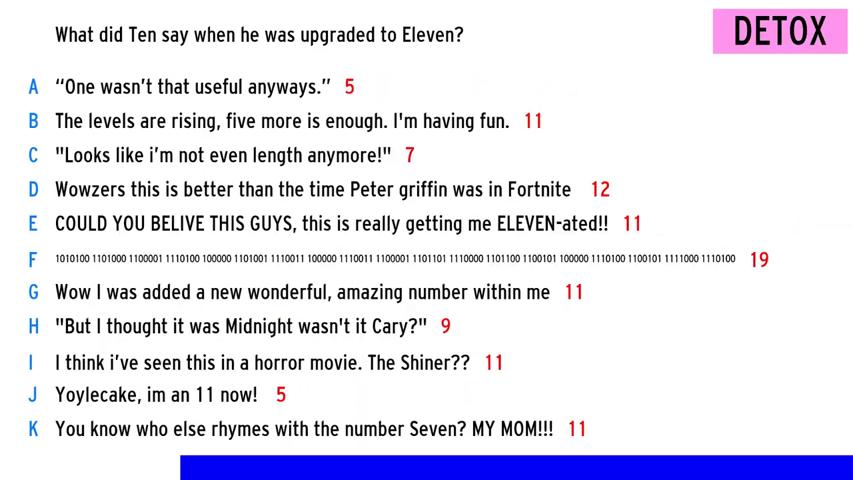 What did Ten say when he was upgraded to Eleven?
DETOX
A “One wasn't that useful anyways.” 5
B The levels are rising, five more is enough. I'm having fun. 11
C "Looks like i'm not even length anymore!" 7
D Wowzers this is better than the time Peter griffin was in Fortnite 12
E COULD YOU BELIVE THIS GUYS, this is really getting me ELEVEN-ated!! 11
F 1010100 1101000 1100001 1110100 100000 1101001 1110011 100000 1110011 1100001 1101101 1110000 1101100 1100101 100000 1110100 1100101 1111000 1110100 19
G Wow I was added a new wonderful, amazing number within me 11
H "But I thought it was Midnight wasn't it Cary?" 9
I I think i've seen this in a horror movie. The Shiner?? 11
J Yoylecake, im an 11 now! 5
K You know who else rhymes with the number Seven? MY MOM!!! 11